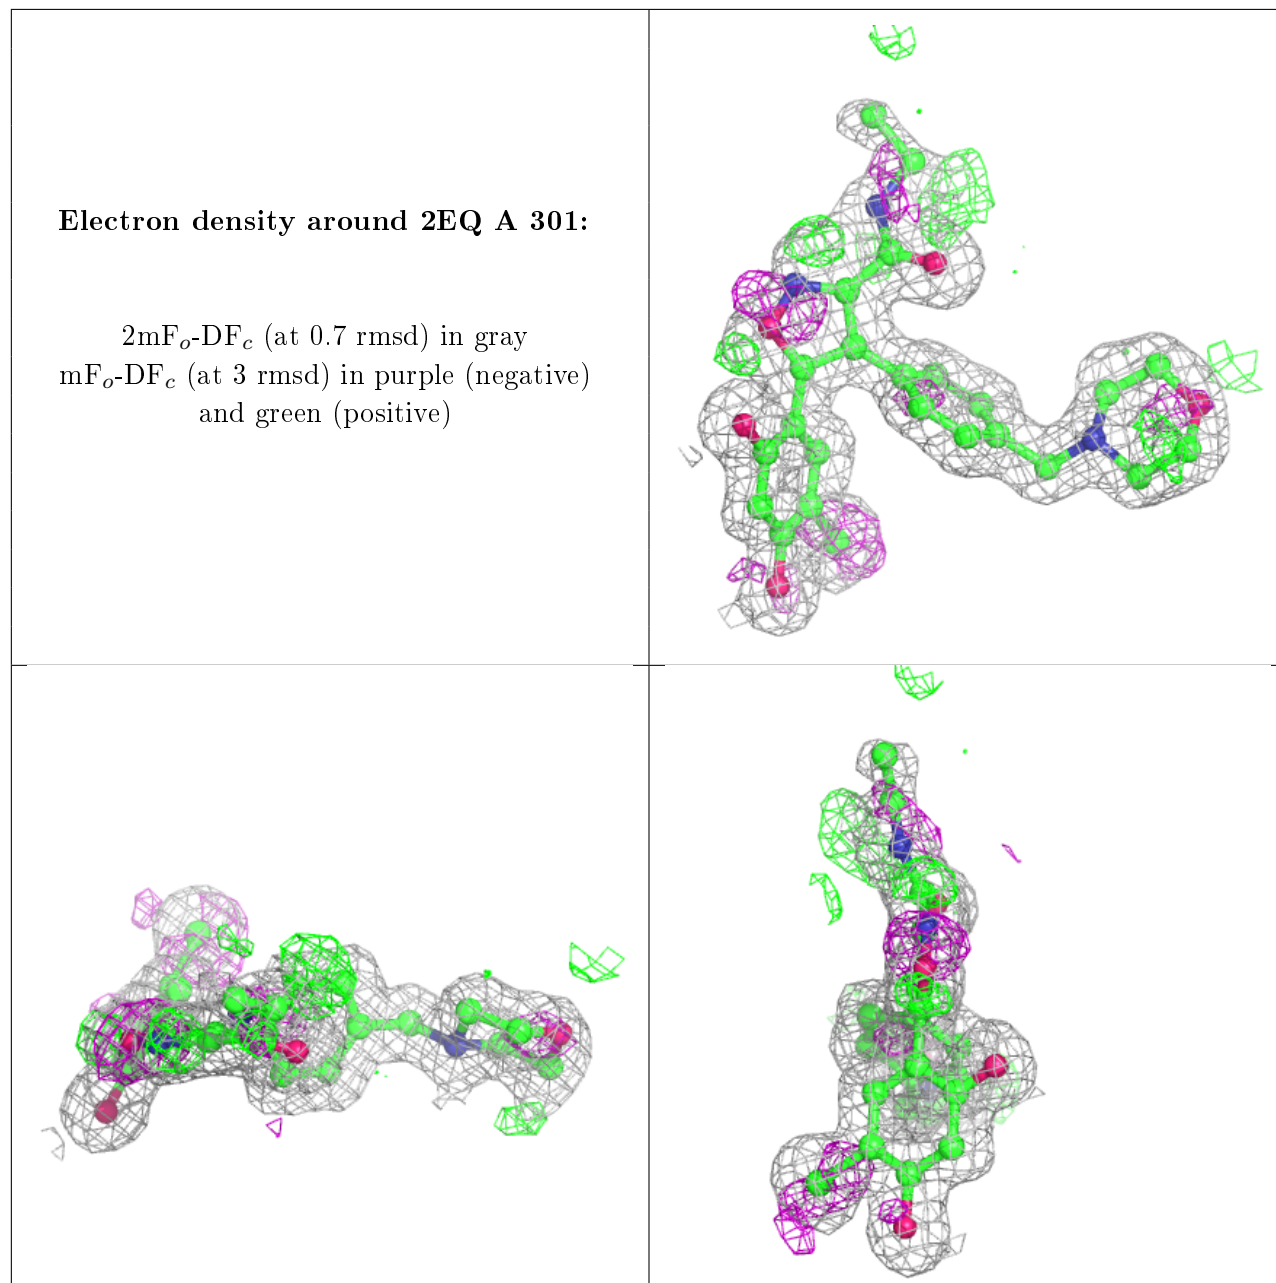 Electron density around 2EQ A 301:
2mFo-DFc (at 0.7 rmsd) in gray
mFo-DFc (at 3 rmsd) in purple (negative)
and green (positive)